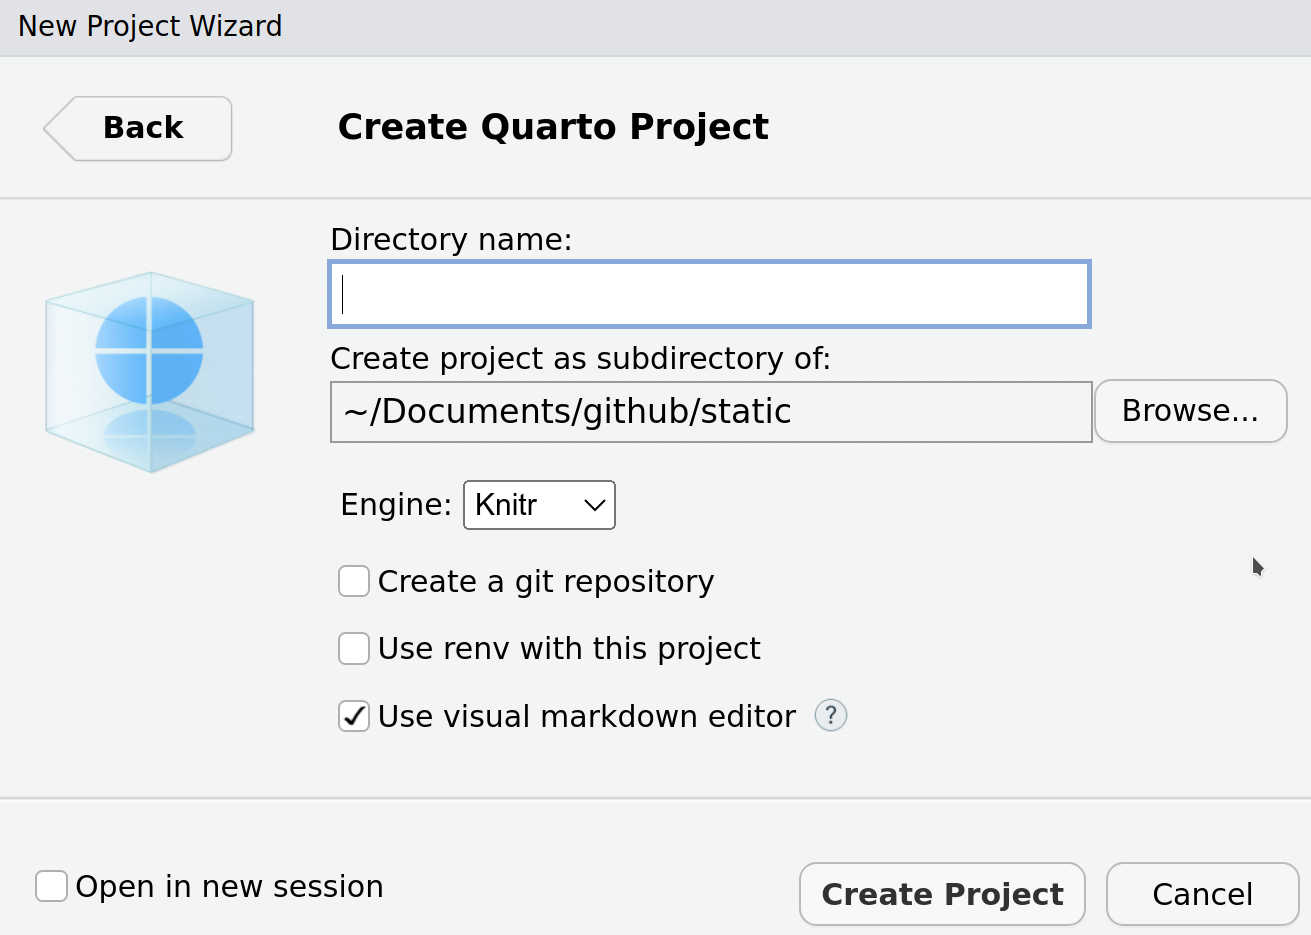 New Project Wizard
Back
Create Quarto Project
Directory name:
Create project as subdirectory of:
~/Documents/github/static
Browse...
Engine: Knitr
Create a git repository
Use renv with this project
Use visual markdown editor ?
Open in new session
Create Project
Cancel